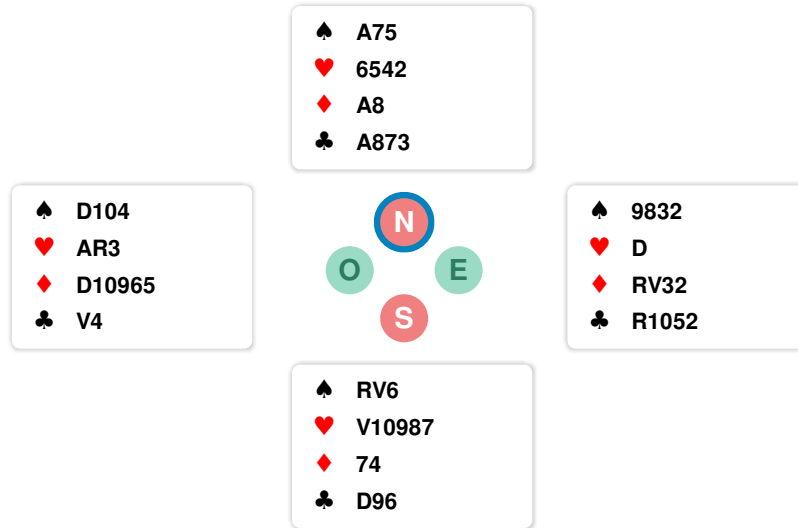 ♠ A75
♥ 6542
♦ A8
♣ A873
♠ D104
♥ AR3
♦ D10965
♣ V4
N
O E
S
♠ 9832
♥ D
♦ RV32
♣ R1052
♠ RV6
♥ V10987
♦ 74
♣ D96